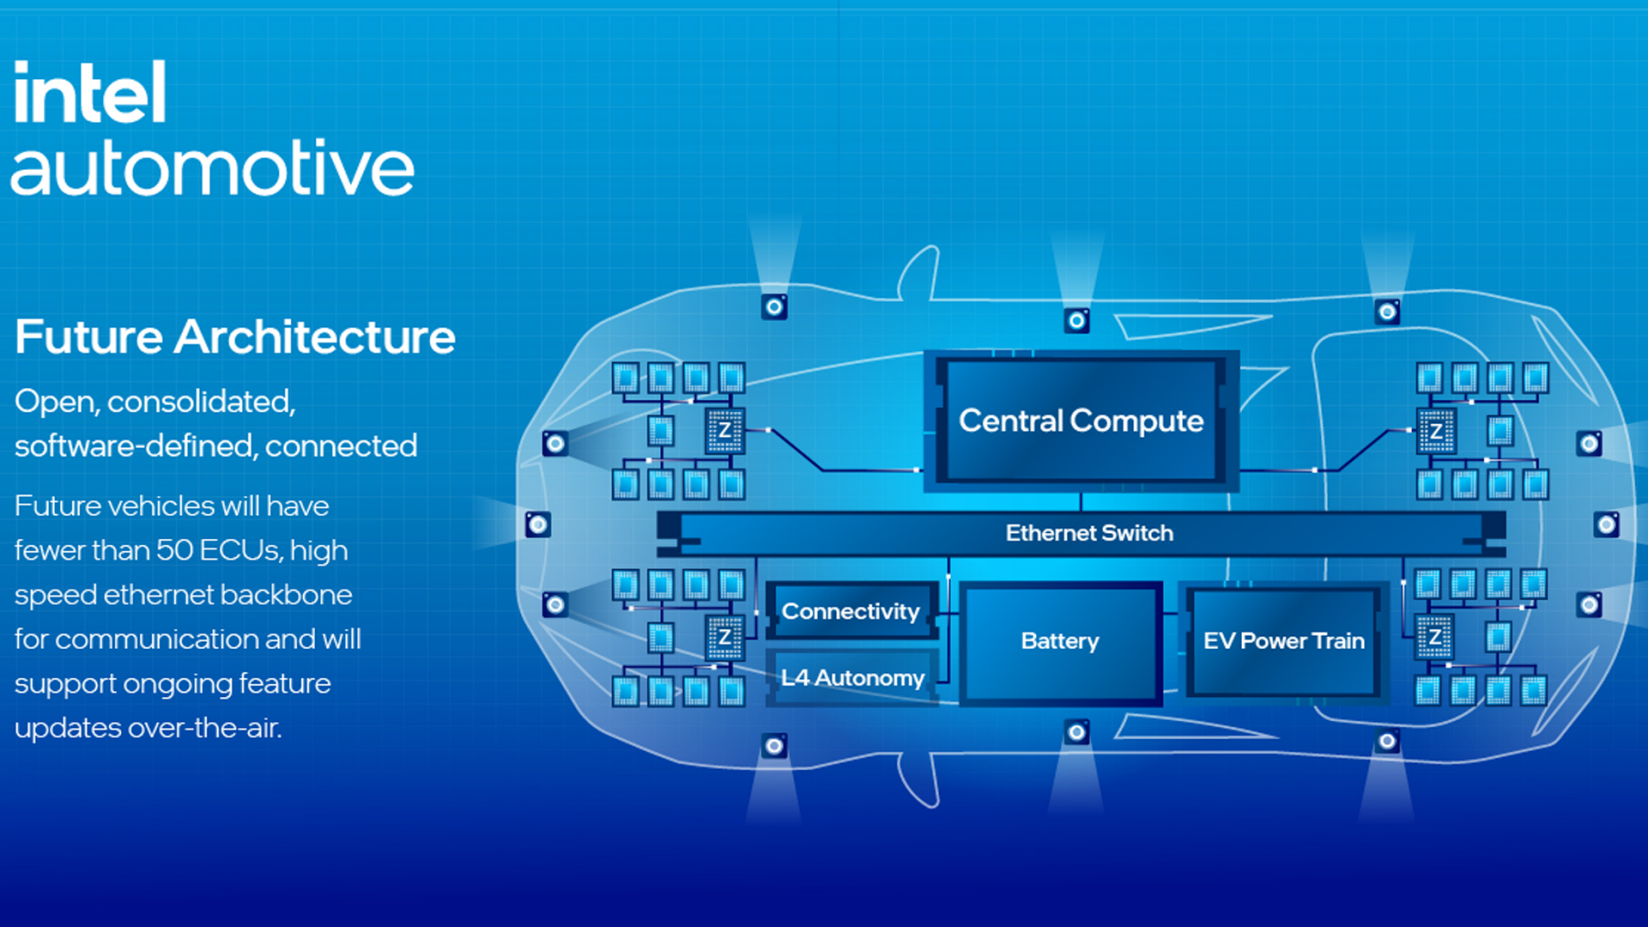 intel
automotive
Future Architecture
Open, consolidated,
software-defined, connected
Future vehicles will have
fewer than 50 ECUs, high
speed ethernet backbone
for communication and will
support ongoing feature
updates over-the-air.
Central Compute
Z
Z
Ethernet Switch
Connectivity
L4 Autonomy
Battery
EV Power Train
Z
Z